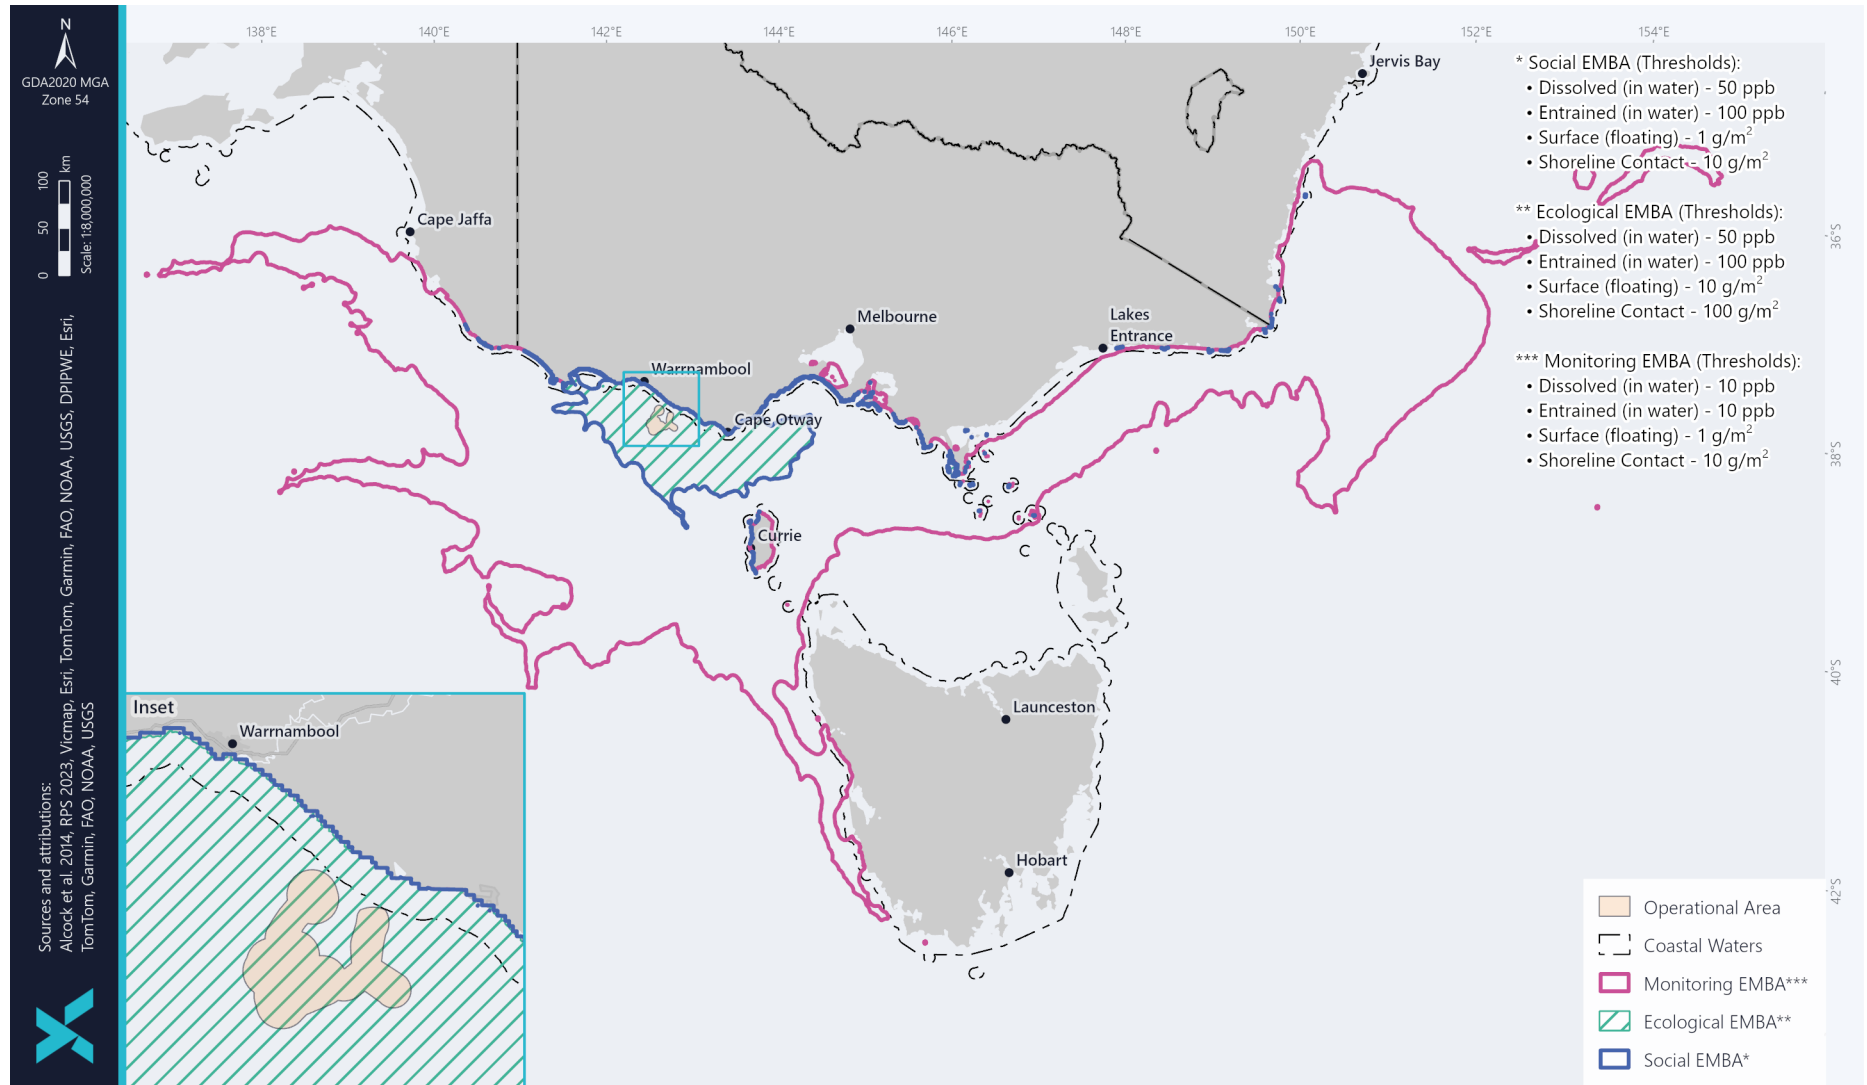 N
GDA2020 MGA
Zone 54
0 50 100 km
Scale: 1:8,000,000
Sources and attributions:
Alcock et al. 2014, RPS 2023, Vicmap, Esri, TomTom, Garmin, FAO, NOAA, USGS, DPIPWE, Esri,
TomTom, Garmin, FAO, NOAA, USGS
138°E 140°E 142°E 144°E 146°E 148°E 150°E 152°E 154°E
36°S
38°S
40°S
42°S
Jervis Bay
Cape Jaffa
Melbourne
Lakes
Entrance
Warrnambool
Cape Otway
Currie
Launceston
Hobart
* Social EMBA (Thresholds):
• Dissolved (in water) - 50 ppb
• Entrained (in water) - 100 ppb
• Surface (floating) - 1 g/m²
• Shoreline Contact - 10 g/m²
** Ecological EMBA (Thresholds):
• Dissolved (in water) - 50 ppb
• Entrained (in water) - 100 ppb
• Surface (floating) - 10 g/m²
• Shoreline Contact - 100 g/m²
*** Monitoring EMBA (Thresholds):
• Dissolved (in water) - 10 ppb
• Entrained (in water) - 10 ppb
• Surface (floating) - 1 g/m²
• Shoreline Contact - 10 g/m²
Inset
Warrnambool
Operational Area
Coastal Waters
Monitoring EMBA***
Ecological EMBA**
Social EMBA*